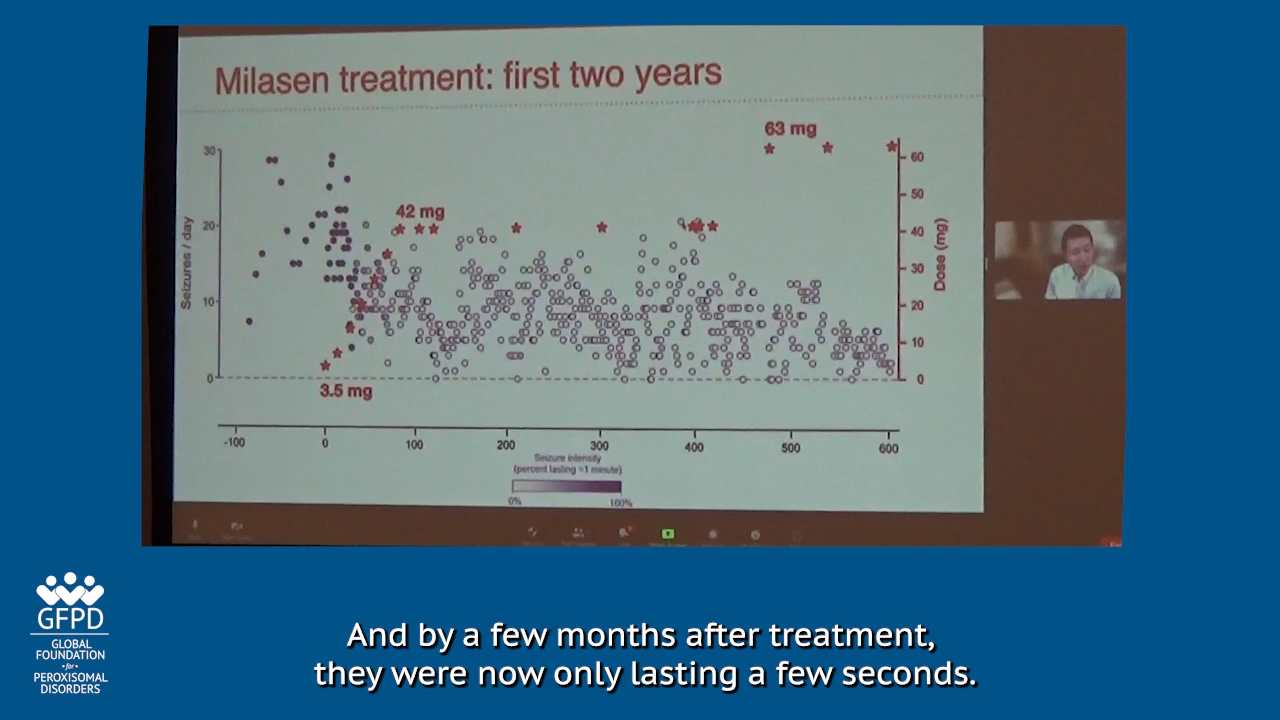 Milasen treatment: first two years
63 mg
30
60
50
42 mg
20
40
Seizures / day
Dose (mg)
30
10
20
10
0
0
3.5 mg
-100
0
100
200
300
400
500
600
Seizure intensity
(percent lasting >1 minute)
0%
100%
GFPD
GLOBAL
FOUNDATION
for
PEROXISOMAL
DISORDERS
And by a few months after treatment,
they were now only lasting a few seconds.